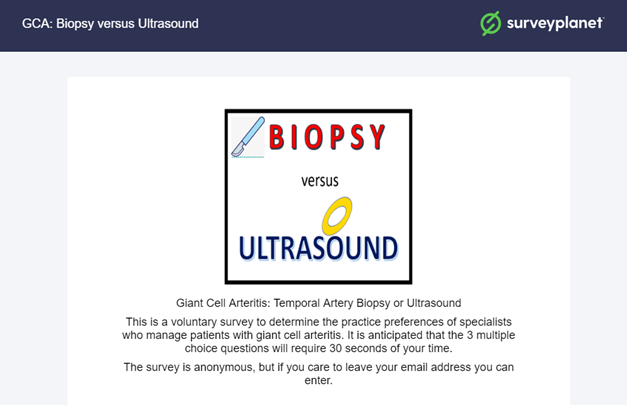 GCA: Biopsy versus Ultrasound
surveyplanet
BIOPSY
versus
ULTRASOUND
Giant Cell Arteritis: Temporal Artery Biopsy or Ultrasound
This is a voluntary survey to determine the practice preferences of specialists
who manage patients with giant cell arteritis. It is anticipated that the 3 multiple
choice questions will require 30 seconds of your time.
The survey is anonymous, but if you care to leave your email address you can
enter.